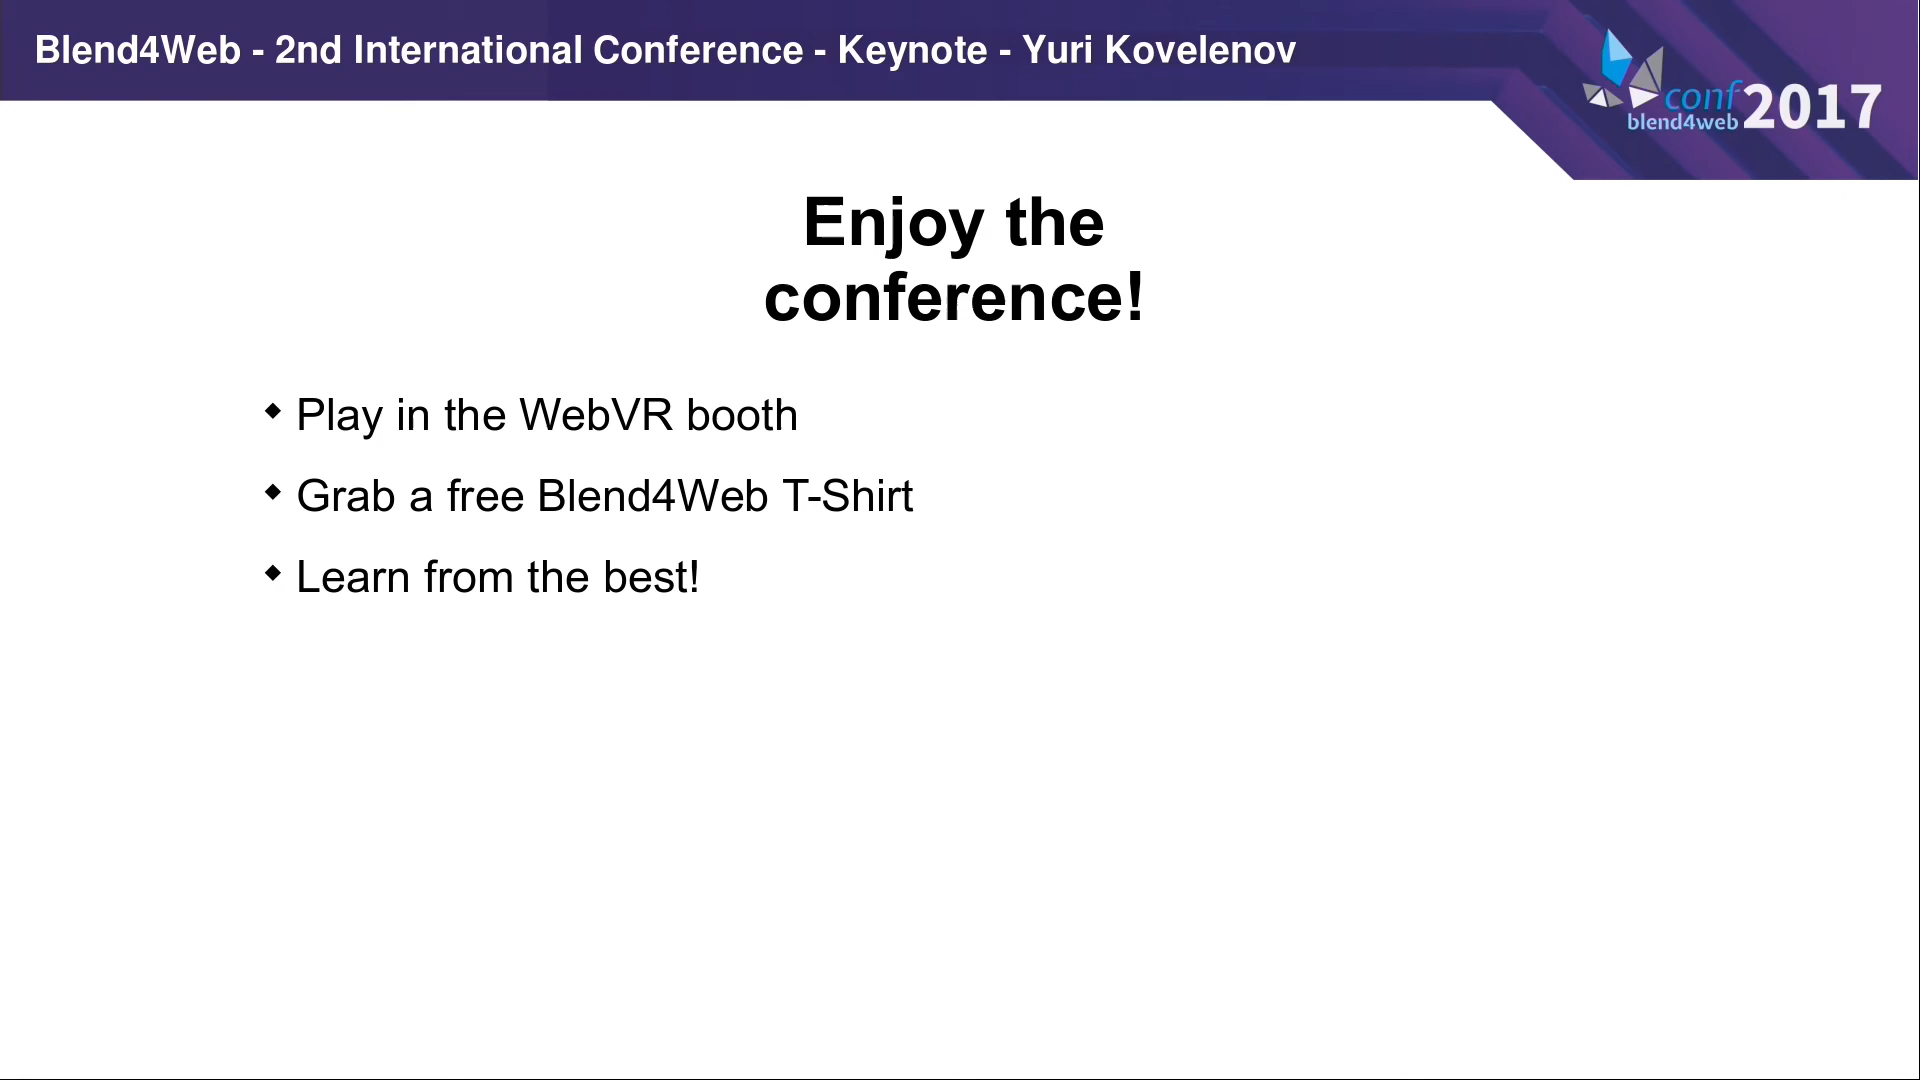 Blend4Web - 2nd International Conference - Keynote - Yuri Kovelenov
conf
blend4web 2017
Enjoy the
conference!
Play in the WebVR booth
Grab a free Blend4Web T-Shirt
Learn from the best!